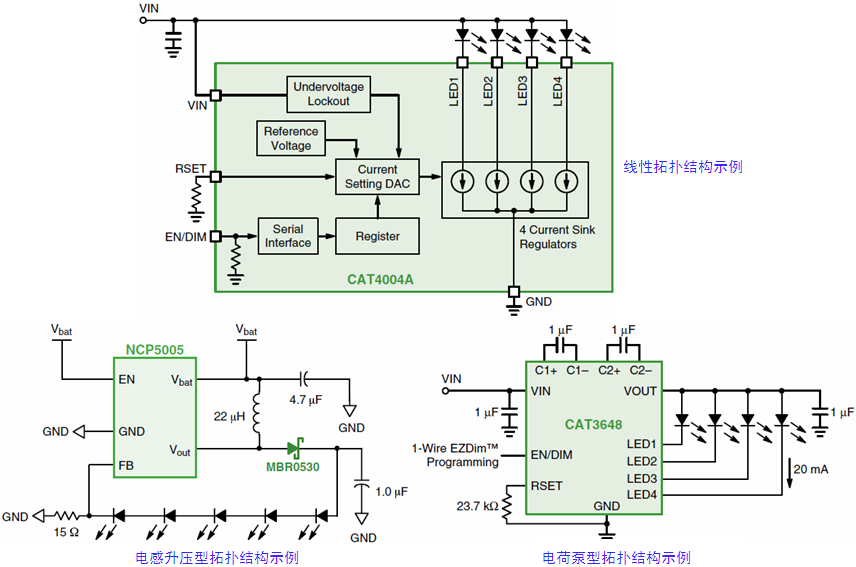 VIN
LED1
LED2
LED3
LED4
VIN
Undervoltage
Lockout
Reference
Voltage
RSET
Current
Setting DAC
EN/DIM
Serial
Interface
Register
4 Current Sink
Regulators
CAT4004A
GND
线性拓扑结构示例
Vbat
Vbat
NCP5005
EN
Vbat
4.7 μF
22 μH
GND
GND
GND
Vout
FB
MBR0530
1.0 μF
GND
GND
15 Ω
电感升压型拓扑结构示例
1 μF
1 μF
C1+
C1–
C2+
C2–
VIN
VIN
VOUT
1 μF
1 μF
CAT3648
1-Wire EZDim™
Programming
EN/DIM
LED1
LED2
LED3
LED4
20 mA
RSET
23.7 kΩ
GND
电荷泵型拓扑结构示例